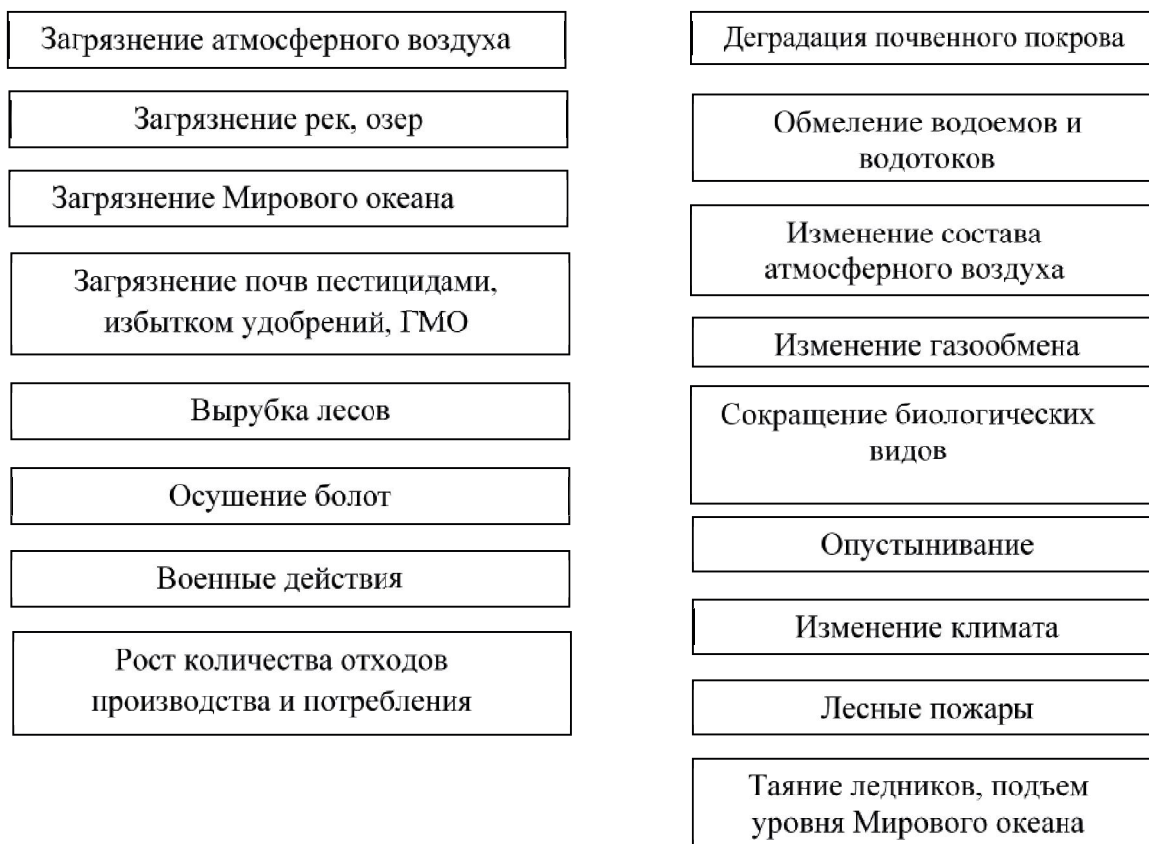 Загрязнение атмосферного воздуха
Загрязнение рек, озер
Загрязнение Мирового океана
Загрязнение почв пестицидами,
избытком удобрений, ГМО
Вырубка лесов
Осушение болот
Военные действия
Рост количества отходов
производства и потребления
Деградация почвенного покрова
Обмеление водоемов и
водотоков
Изменение состава
атмосферного воздуха
Изменение газообмена
Сокращение биологических
видов
Опустынивание
Изменение климата
Лесные пожары
Таяние ледников, подъем
уровня Мирового океана